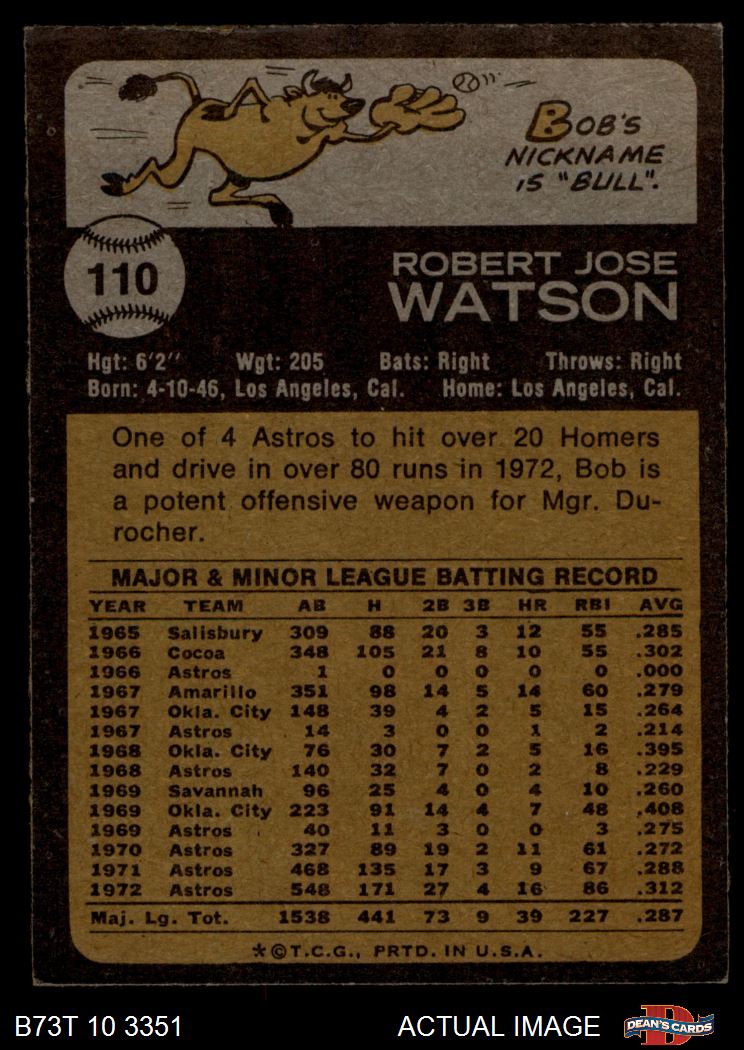 BOB'S
NICKNAME
IS "BULL".
110
ROBERT JOSE
WATSON
Hgt: 6'2" Wgt: 205 Bats: Right Throws: Right
Born: 4-10-46, Los Angeles, Cal. Home: Los Angeles, Cal.
One of 4 Astros to hit over 20 Homers
and drive in over 80 runs in 1972, Bob is
a potent offensive weapon for Mgr. Du-
rocher.
MAJOR & MINOR LEAGUE BATTING RECORD
YEAR TEAM AB H 2B 3B HR RBI AVG
1965 Salisbury 309 88 20 3 12 55 .285
1966 Cocoa 348 105 21 8 10 55 .302
1966 Astros 1 0 0 0 0 0 .000
1967 Amarillo 351 98 14 5 14 60 .279
1967 Okla. City 148 39 4 2 5 15 .264
1967 Astros 14 3 0 0 1 2 .214
1968 Okla. City 76 30 7 2 5 16 .395
1968 Astros 140 32 7 0 2 8 .229
1969 Savannah 96 25 4 0 4 10 .260
1969 Okla. City 223 91 14 4 7 48 .408
1969 Astros 40 11 3 0 0 3 .275
1970 Astros 327 89 19 2 11 61 .272
1971 Astros 468 135 17 3 9 67 .288
1972 Astros 548 171 27 4 16 86 .312
Maj. Lg. Tot. 1538 441 73 9 39 227 .287
*©T.C.G., PRTD. IN U.S.A.
B73T 10 3351 ACTUAL IMAGE DEAN'S CARDS